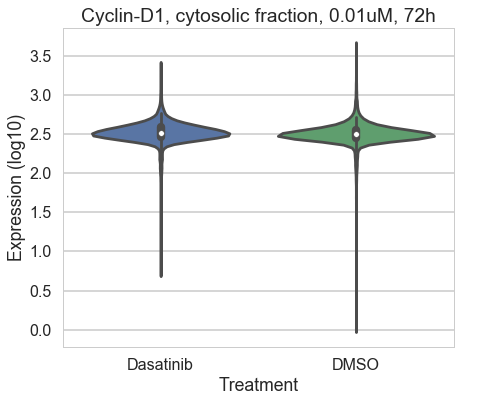 Cyclin-D1, cytosolic fraction, 0.01uM, 72h
Expression (log10)
3.5
3.0
2.5
2.0
1.5
1.0
0.5
0.0
Dasatinib DMSO
Treatment